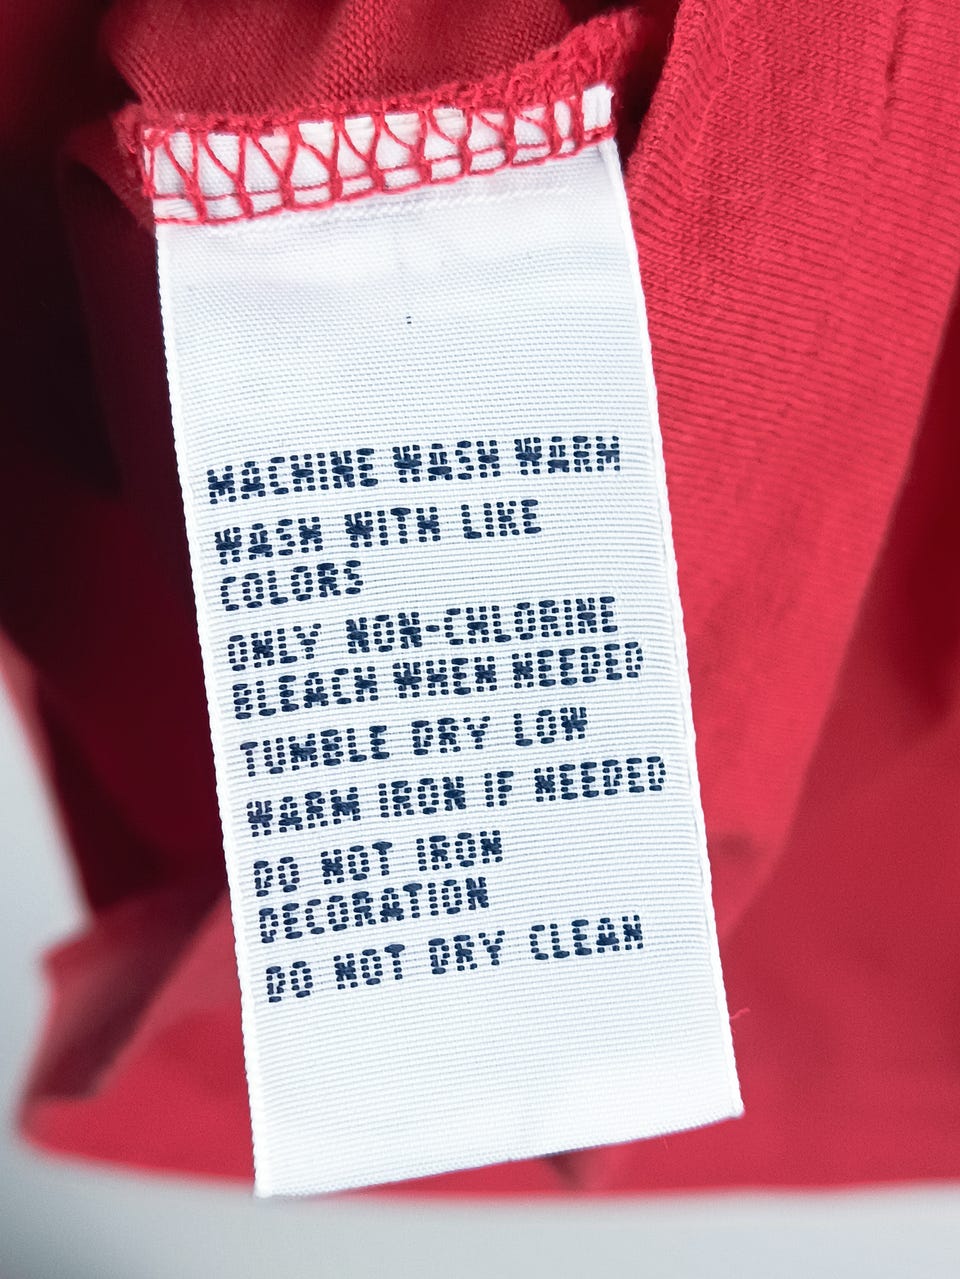 MACHINE WASH WARM
WASH WITH LIKE
COLORS
ONLY NON-CHLORINE
BLEACH WHEN NEEDED
TUMBLE DRY LOW
WARM IRON IF NEEDED
DO NOT IRON
DECORATION
DO NOT DRY CLEAN